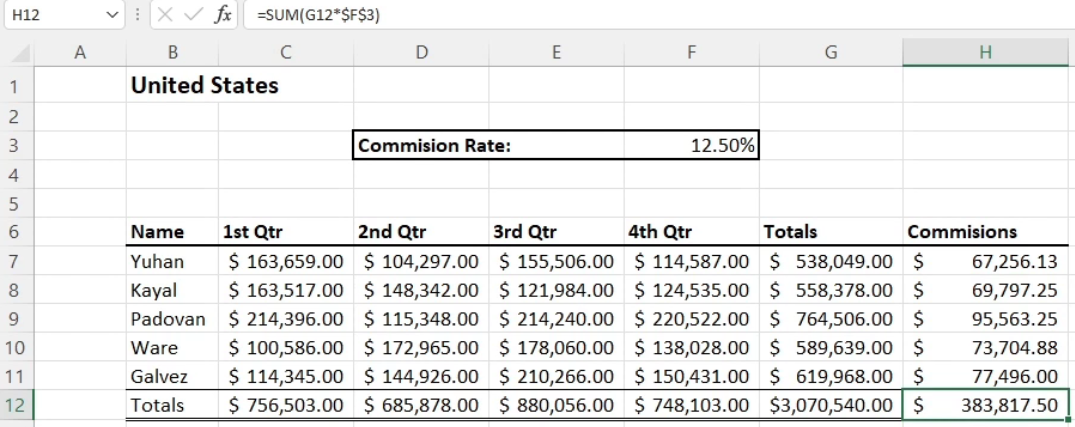 H12 fx =SUM(G12*$F$3)
A B C D E F G H
1 United States
2
3 Commision Rate: 12.50%
4
5
6 Name 1st Qtr 2nd Qtr 3rd Qtr 4th Qtr Totals Commisions
7 Yuhan $ 163,659.00 $ 104,297.00 $ 155,506.00 $ 114,587.00 $ 538,049.00 $ 67,256.13
8 Kayal $ 163,517.00 $ 148,342.00 $ 121,984.00 $ 124,535.00 $ 558,378.00 $ 69,797.25
9 Padovan $ 214,396.00 $ 115,348.00 $ 214,240.00 $ 220,522.00 $ 764,506.00 $ 95,563.25
10 Ware $ 100,586.00 $ 172,965.00 $ 178,060.00 $ 138,028.00 $ 589,639.00 $ 73,704.88
11 Galvez $ 114,345.00 $ 144,926.00 $ 210,266.00 $ 150,431.00 $ 619,968.00 $ 77,496.00
12 Totals $ 756,503.00 $ 685,878.00 $ 880,056.00 $ 748,103.00 $3,070,540.00 $ 383,817.50